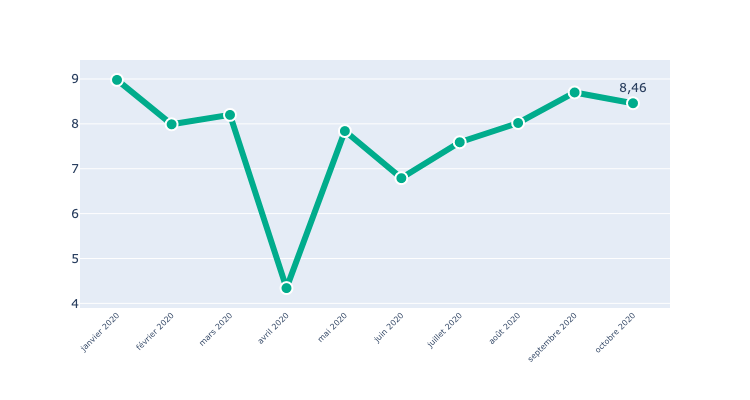 9
8
7
6
5
4
8,46
janvier 2020
février 2020
mars 2020
avril 2020
mai 2020
juin 2020
juillet 2020
août 2020
septembre 2020
octobre 2020